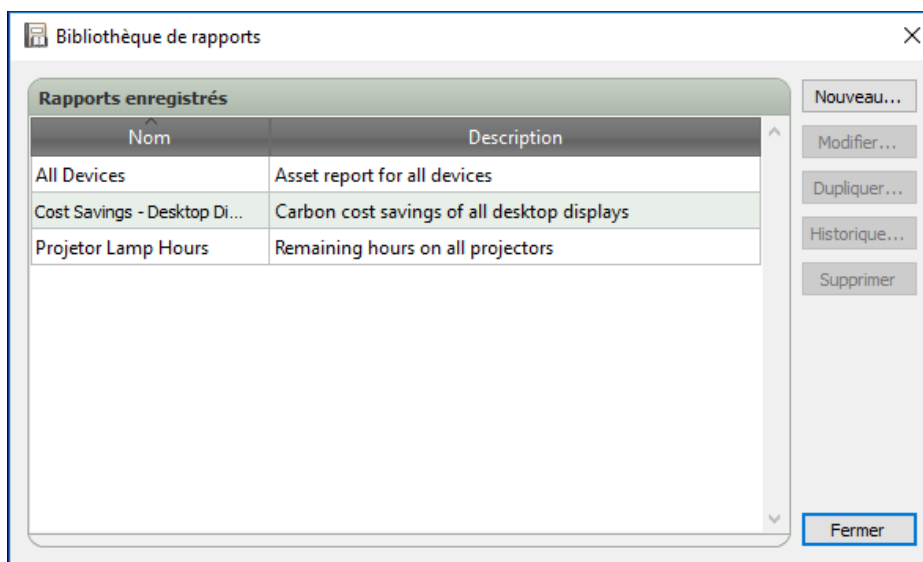 Bibliothèque de rapports
Rapports enregistrés
Nom Description
All Devices Asset report for all devices
Cost Savings - Desktop Di... Carbon cost savings of all desktop displays
Projetor Lamp Hours Remaining hours on all projectors
Nouveau...
Modifier...
Dupliquer...
Historique...
Supprimer
Fermer